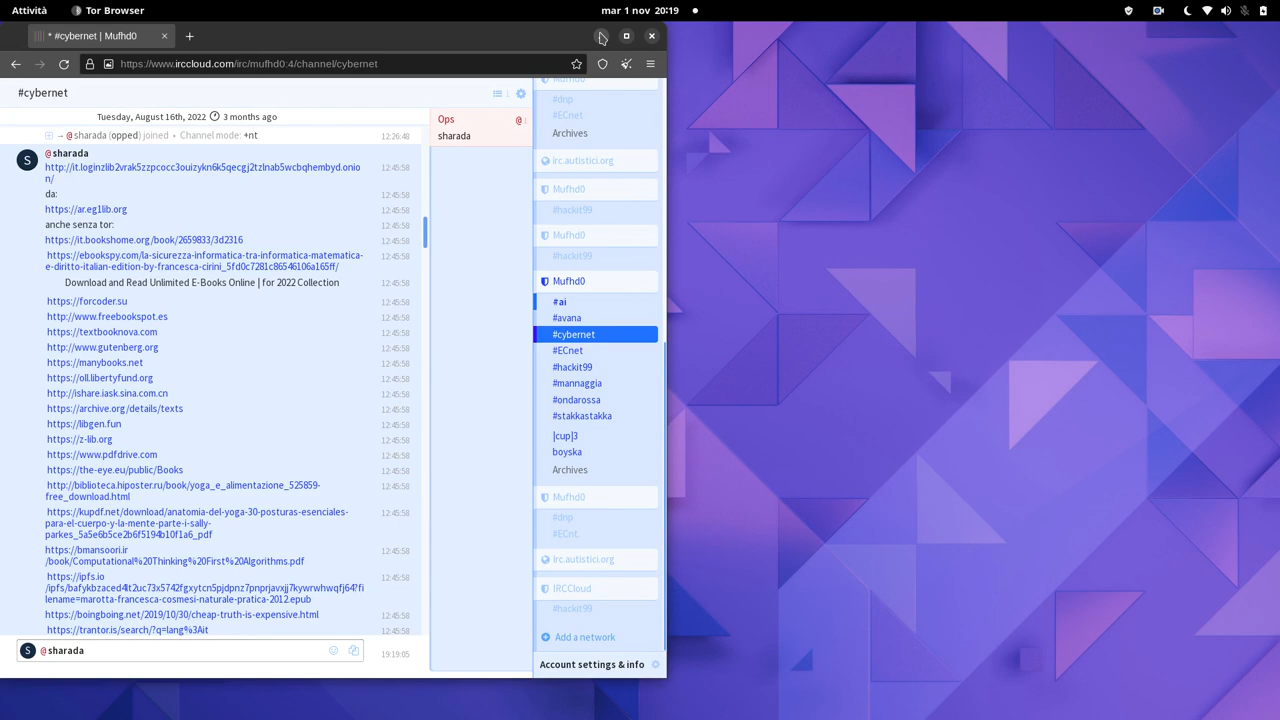 Attività
Tor Browser
mar 1 nov 20:19
* #cybernet | Mufhd0
https://www.irccloud.com/irc/mufhd0:4/channel/cybernet
#cybernet
1
Tuesday, August 16th, 2022 3 months ago
→ @ sharada (opped) joined • Channel mode: +nt 12:26:48
S
@ sharada
http://it.loginzlib2vrak5zzpcocc3ouizykn6k5qecgj2tzlnab5wcbqhembyd.onio 12:45:58
n/
da: 12:45:58
https://ar.eg1lib.org 12:45:58
anche senza tor: 12:45:58
https://it.bookshome.org/book/2659833/3d2316 12:45:58
https://ebookspy.com/la-sicurezza-informatica-tra-informatica-matematica- 12:45:58
e-diritto-italian-edition-by-francesca-cirini_5fd0c7281c86546106a165ff/
Download and Read Unlimited E-Books Online | for 2022 Collection 12:45:58
https://forcoder.su 12:45:58
http://www.freebookspot.es 12:45:58
https://textbooknova.com 12:45:58
http://www.gutenberg.org 12:45:58
https://manybooks.net 12:45:58
https://oll.libertyfund.org 12:45:58
http://ishare.iask.sina.com.cn 12:45:58
https://archive.org/details/texts 12:45:58
https://libgen.fun 12:45:58
https://z-lib.org 12:45:58
https://www.pdfdrive.com 12:45:58
https://the-eye.eu/public/Books 12:45:58
http://biblioteca.hiposter.ru/book/yoga_e_alimentazione_525859- 12:45:58
free_download.html
https://kupdf.net/download/anatomia-del-yoga-30-posturas-esenciales- 12:45:58
para-el-cuerpo-y-la-mente-parte-i-sally-
parkes_5a5e6b5ce2b6f5194b10f1a6_pdf
https://bmansoori.ir 12:45:58
/book/Computational%20Thinking%20First%20Algorithms.pdf
https://ipfs.io 12:45:58
/ipfs/bafykbzaced4lt2uc73x5742fgxytcn5pjdpnz7pnprjavxjj7kywrwhwqfj64?fi
lename=marotta-francesca-cosmesi-naturale-pratica-2012.epub
https://boingboing.net/2019/10/30/cheap-truth-is-expensive.html 12:45:58
https://trantor.is/search/?q=lang%3Ait 12:45:58
S @ sharada 19:19:05
Ops @ 1
sharada
Mufhd0
#dnp
#ECnet
Archives
irc.autistici.org
Mufhd0
#hackit99
Mufhd0
#hackit99
Mufhd0
#ai
#avana
#cybernet
#ECnet
#hackit99
#mannaggia
#ondarossa
#stakkastakka
|cup|3
boyska
Archives
Mufhd0
#dnp
#ECnt.
Irc.autistici.org
IRCCloud
#hackit99
Add a network
Account settings & info